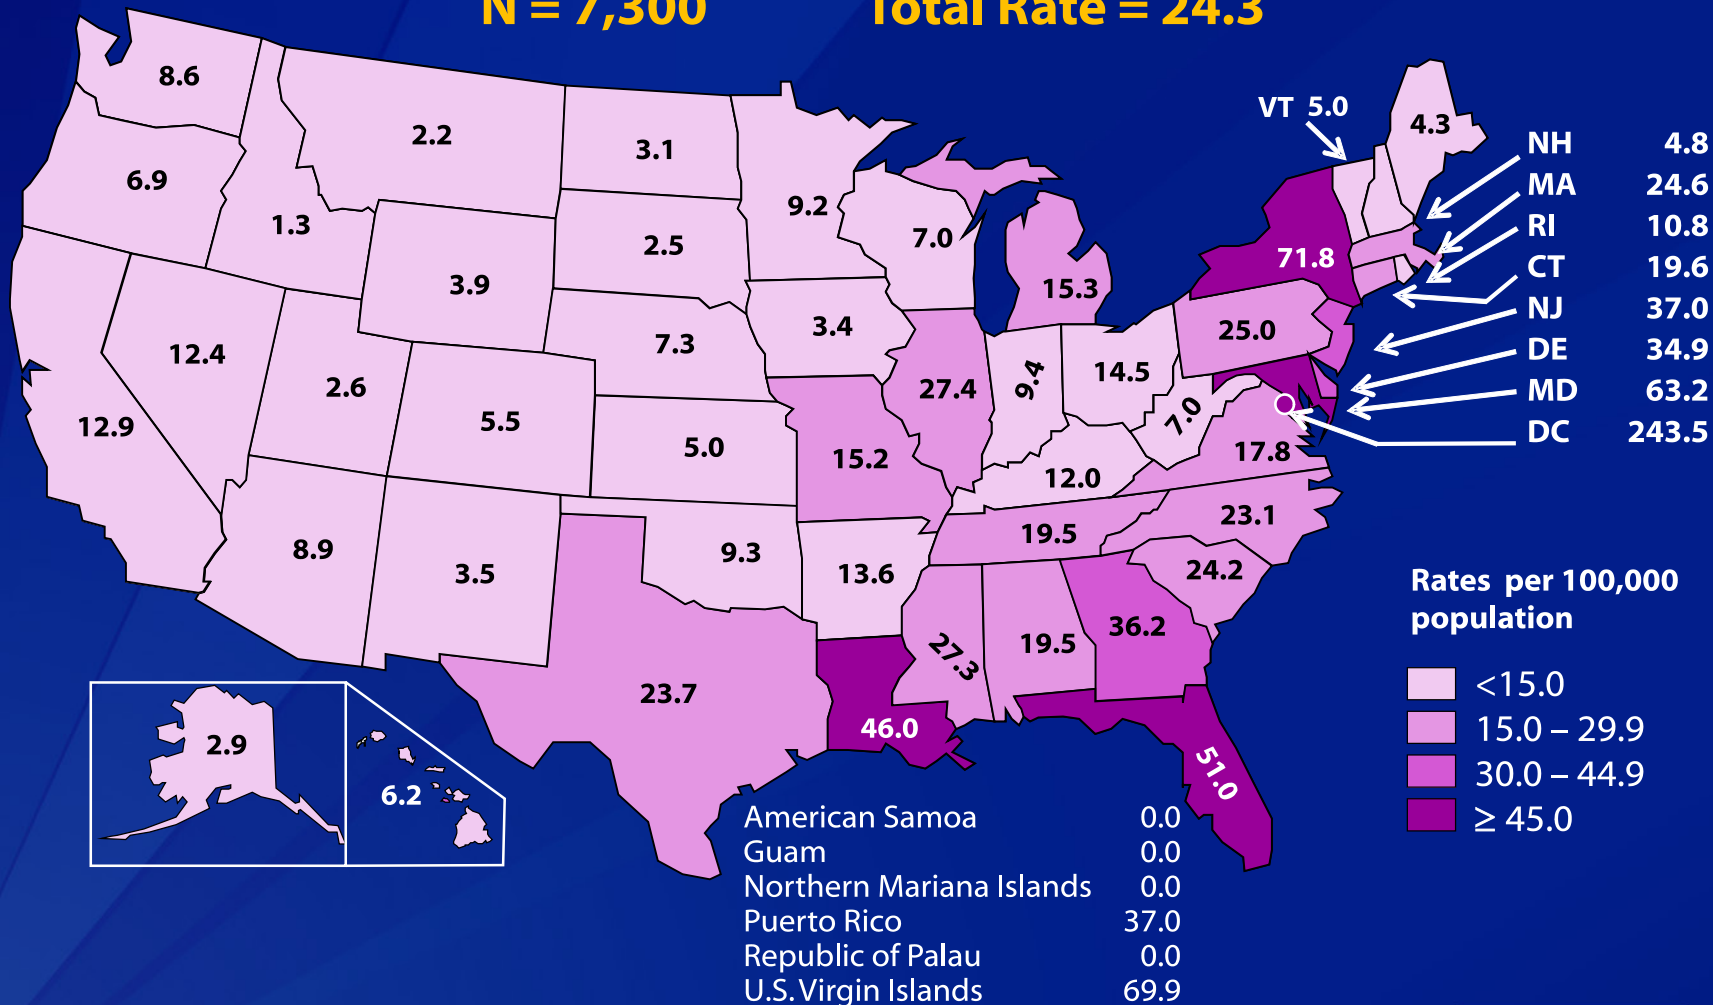 N = 7,300 Total Rate = 24.3
8.6
2.2
3.1
VT 5.0
4.3
NH 4.8
6.9
9.2
MA 24.6
1.3
2.5
7.0
RI 10.8
3.9
71.8
CT 19.6
15.3
NJ 37.0
12.4
7.3
3.4
25.0
DE 34.9
2.6
27.4
9.4
14.5
MD 63.2
12.9
5.5
5.0
7.0
DC 243.5
15.2
12.0
17.8
8.9
3.5
9.3
19.5
23.1
13.6
24.2
Rates per 100,000
population
36.2
27.3
19.5
<15.0
23.7
46.0
15.0 – 29.9
2.9
51.0
30.0 – 44.9
6.2
≥ 45.0
American Samoa 0.0
Guam 0.0
Northern Mariana Islands 0.0
Puerto Rico 37.0
Republic of Palau 0.0
U.S. Virgin Islands 69.9